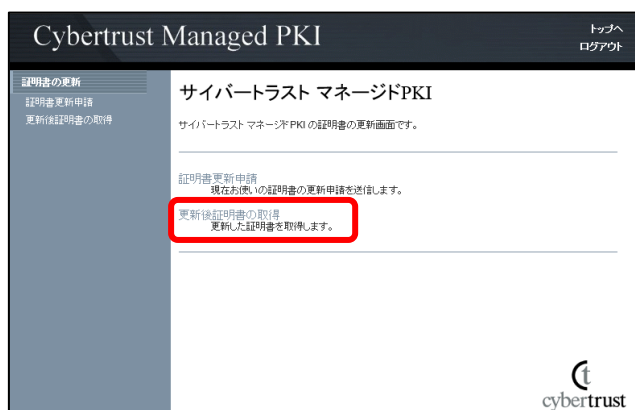 Cybertrust Managed PKI
トップへ
ログアウト
証明書の更新
証明書更新申請
更新後証明書の取得
サイバートラスト マネージドPKI
サイバートラスト マネージド PKI の証明書の更新画面です。
証明書更新申請
現在お使いの証明書の更新申請を送信します。
更新後証明書の取得
更新した証明書を取得します。
ct
cybertrust